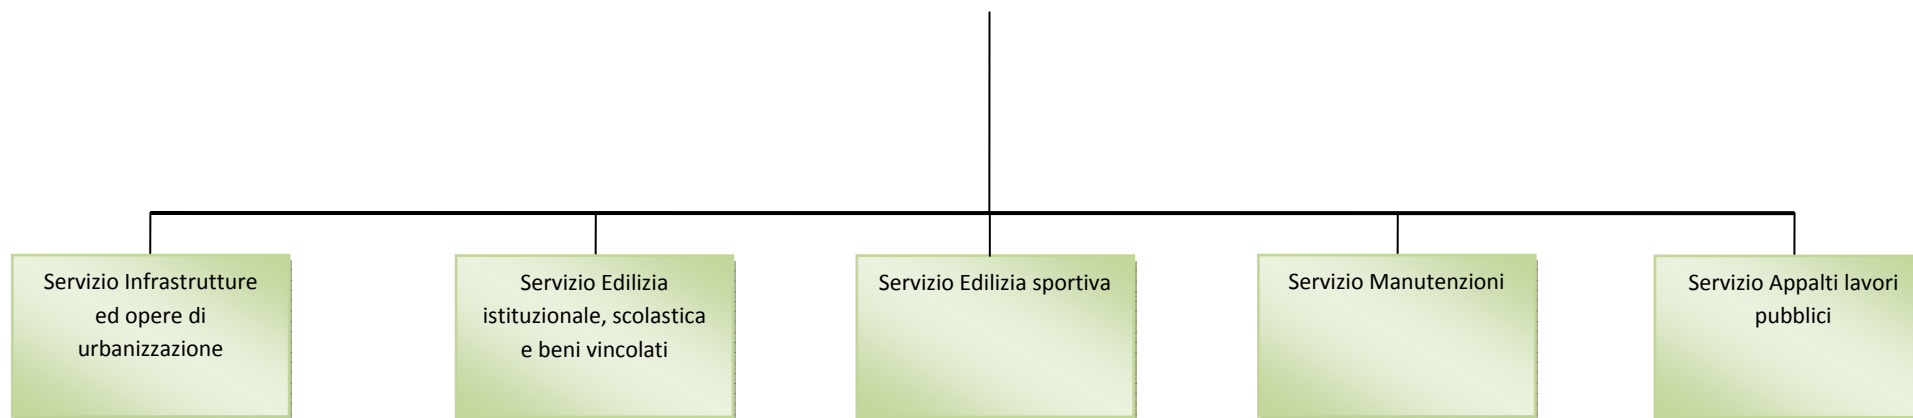 Servizio Infrastrutture
ed opere di
urbanizzazione
Servizio Edilizia
istituzionale, scolastica
e beni vincolati
Servizio Edilizia sportiva
Servizio Manutenzioni
Servizio Appalti lavori
pubblici